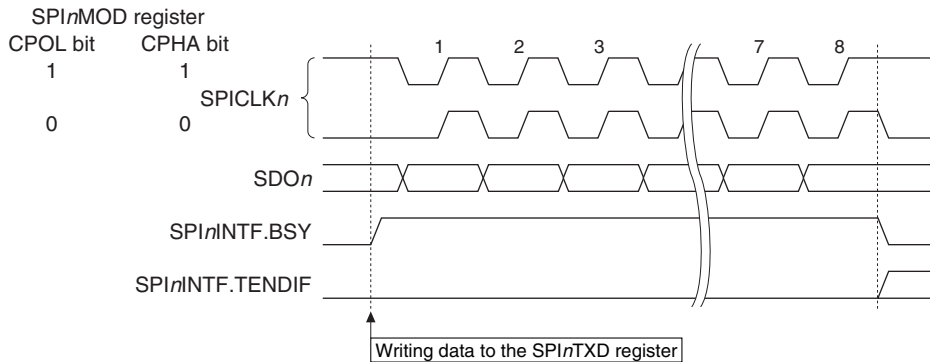 SPInMOD register
CPOL bit CPHA bit
1 1
0 0
SPICLKn
1 2 3 7 8
SDOn
SPInINTF.BSY
SPInINTF.TENDIF
Writing data to the SPInTXD register